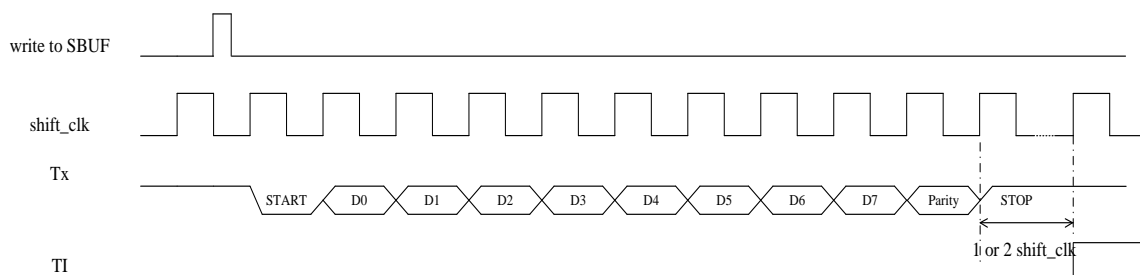 write to SBUF
shift_clk
Tx
START D0 D1 D2 D3 D4 D5 D6 D7 Parity STOP
1 or 2 shift_clk
TI